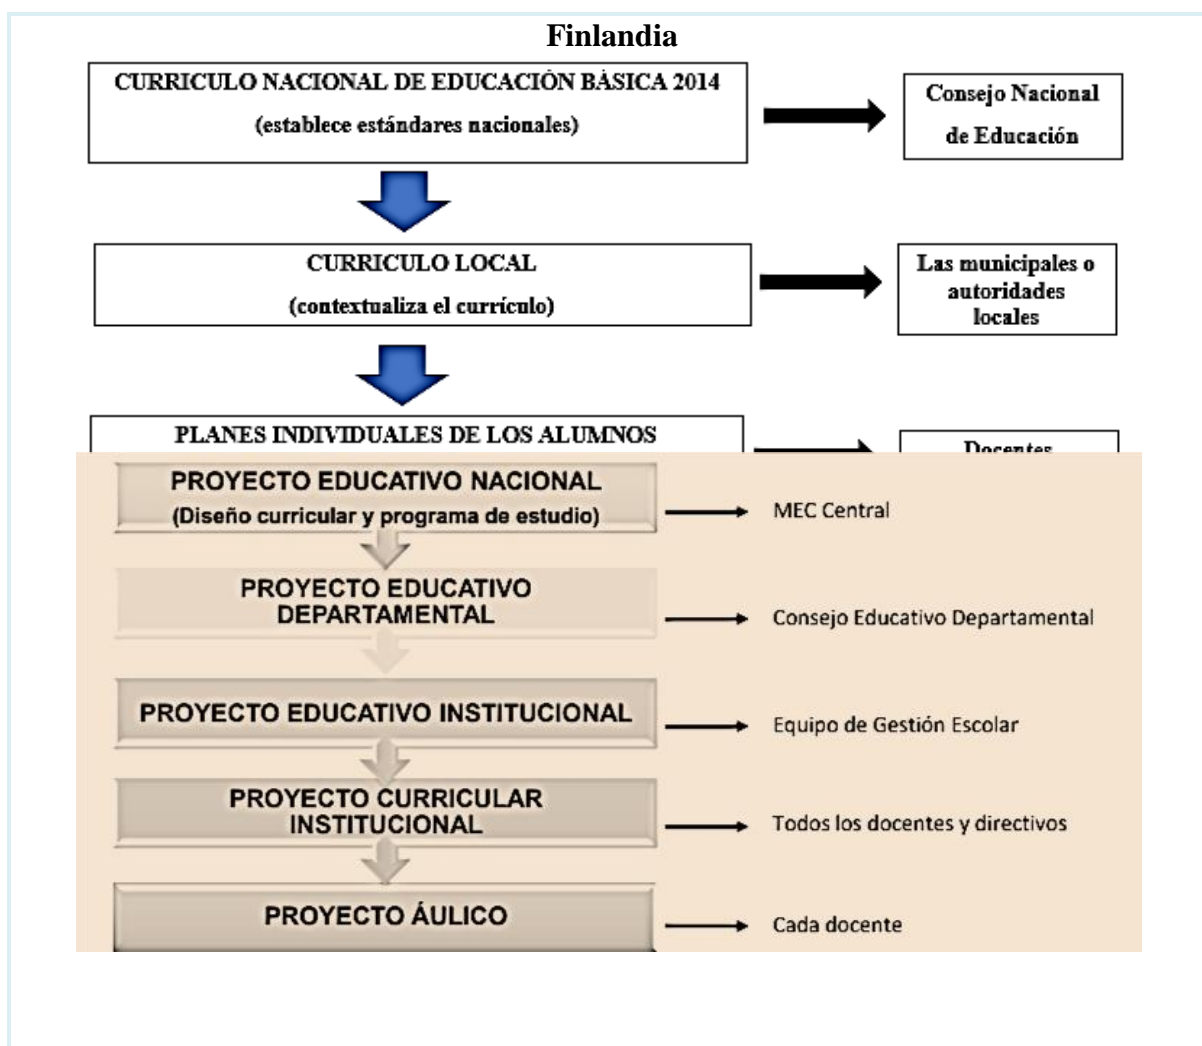 Finlandia
CURRICULO NACIONAL DE EDUCACIÓN BÁSICA 2014
(establece estándares nacionales)
Consejo Nacional
de Educación
CURRICULO LOCAL
(contextualiza el currículo)
Las municipales o
autoridades
locales
PLANES INDIVIDUALES DE LOS ALUMNOS
Docentes
PROYECTO EDUCATIVO NACIONAL
(Diseño curricular y programa de estudio)
MEC Central
PROYECTO EDUCATIVO
DEPARTAMENTAL
Consejo Educativo Departamental
PROYECTO EDUCATIVO INSTITUCIONAL
Equipo de Gestión Escolar
PROYECTO CURRICULAR
INSTITUCIONAL
Todos los docentes y directivos
PROYECTO ÁULICO
Cada docente